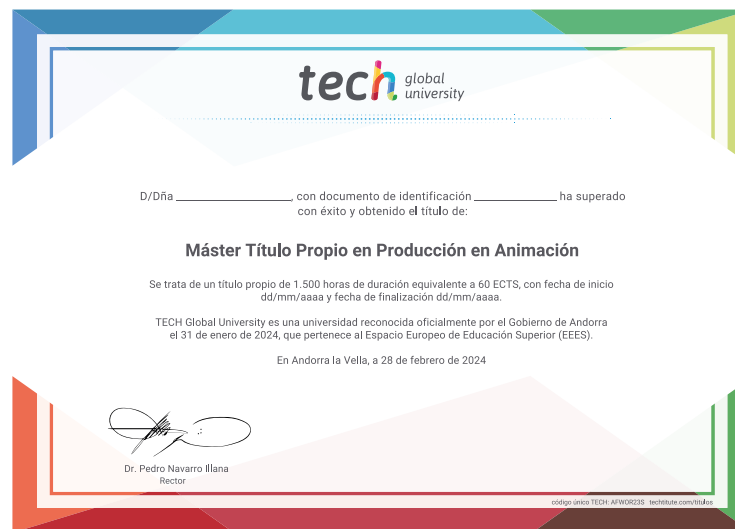 tech global university
D/Dña ____________________, con documento de identificación ______________ ha superado
con éxito y obtenido el título de:
Máster Título Propio en Producción en Animación
Se trata de un título propio de 1.500 horas de duración equivalente a 60 ECTS, con fecha de inicio
dd/mm/aaaa y fecha de finalización dd/mm/aaaa.
TECH Global University es una universidad reconocida oficialmente por el Gobierno de Andorra
el 31 de enero de 2024, que pertenece al Espacio Europeo de Educación Superior (EEES).
En Andorra la Vella, a 28 de febrero de 2024
Dr. Pedro Navarro Illana
Rector
código único TECH: AFWOR23S techtitute.com/titulos